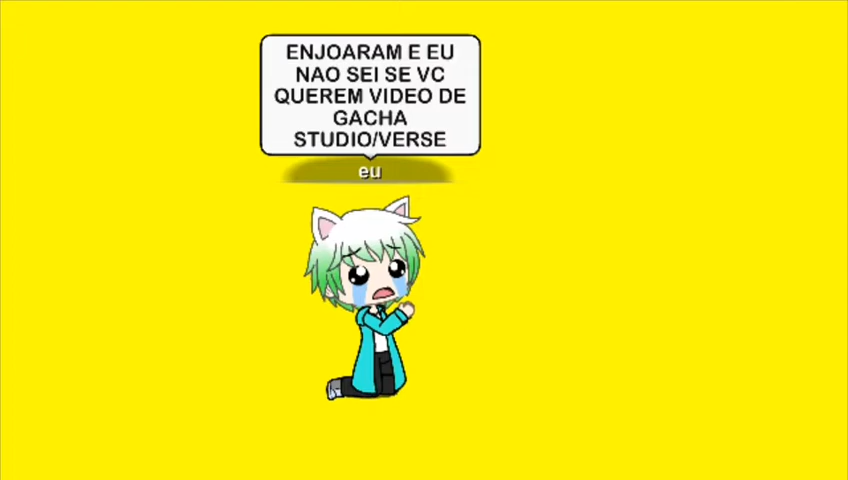 ENJOARAM E EU
NAO SEI SE VC
QUEREM VIDEO DE
GACHA
STUDIO/VERSE
eu